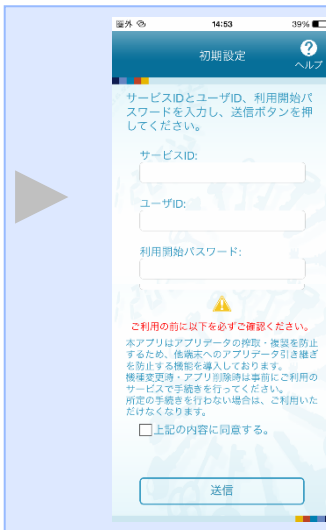 圏外 14:53 39%
初期設定
ヘルプ
サービスIDとユーザID、利用開始パ
スワードを入力し、送信ボタンを押
してください。
サービスID:
ユーザID:
利用開始パスワード:
ご利用の前に以下を必ずご確認ください。
本アプリはアプリデータの搾取・複製を防止
するため、他端末へのアプリデータ引き継ぎ
を防止する機能を導入しております。
機種変更時・アプリ削除時は事前にご利用の
サービスで手続きを行ってください。
所定の手続きを行わない場合は、ご利用いた
だけなくなります。
上記の内容に同意する。
送信